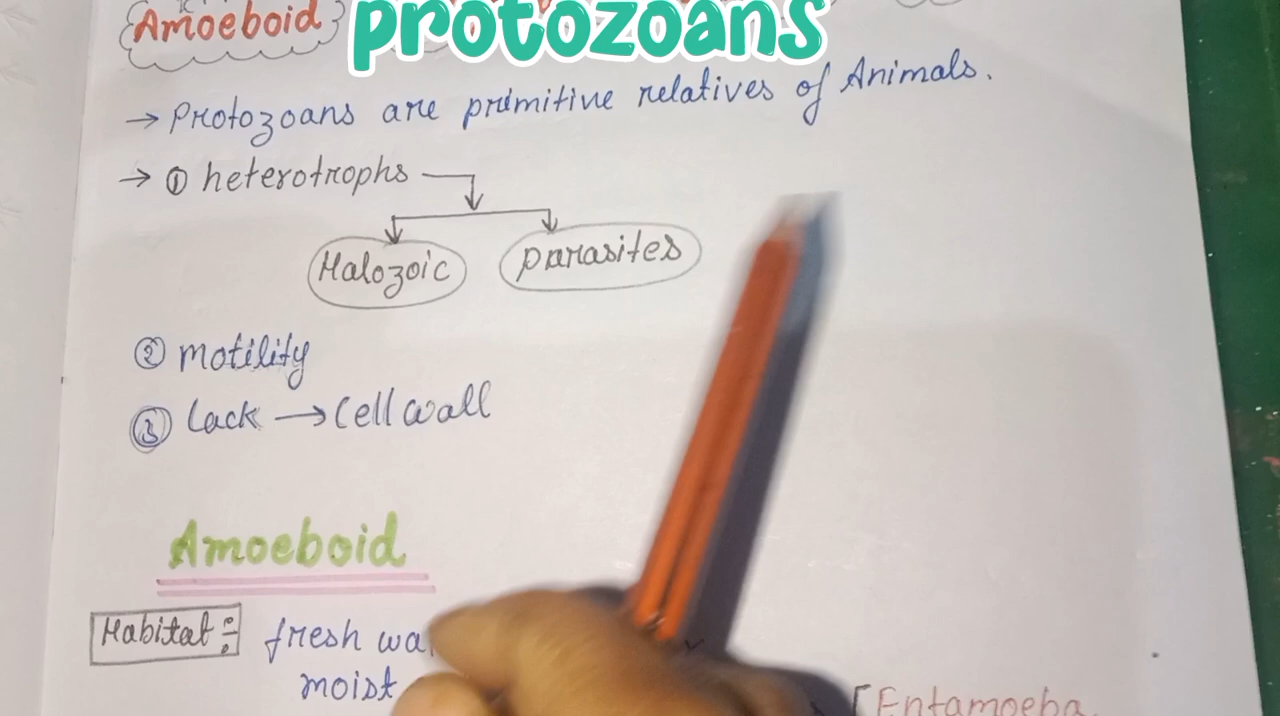 Amoeboid protozoans
→ Protozoans are primitive relatives of Animals.
→ ① heterotrophs
Halozoic parasites
② motility
③ Lack → Cell wall
Amoeboid
Habitat : fresh wa
moist
Entamoeba